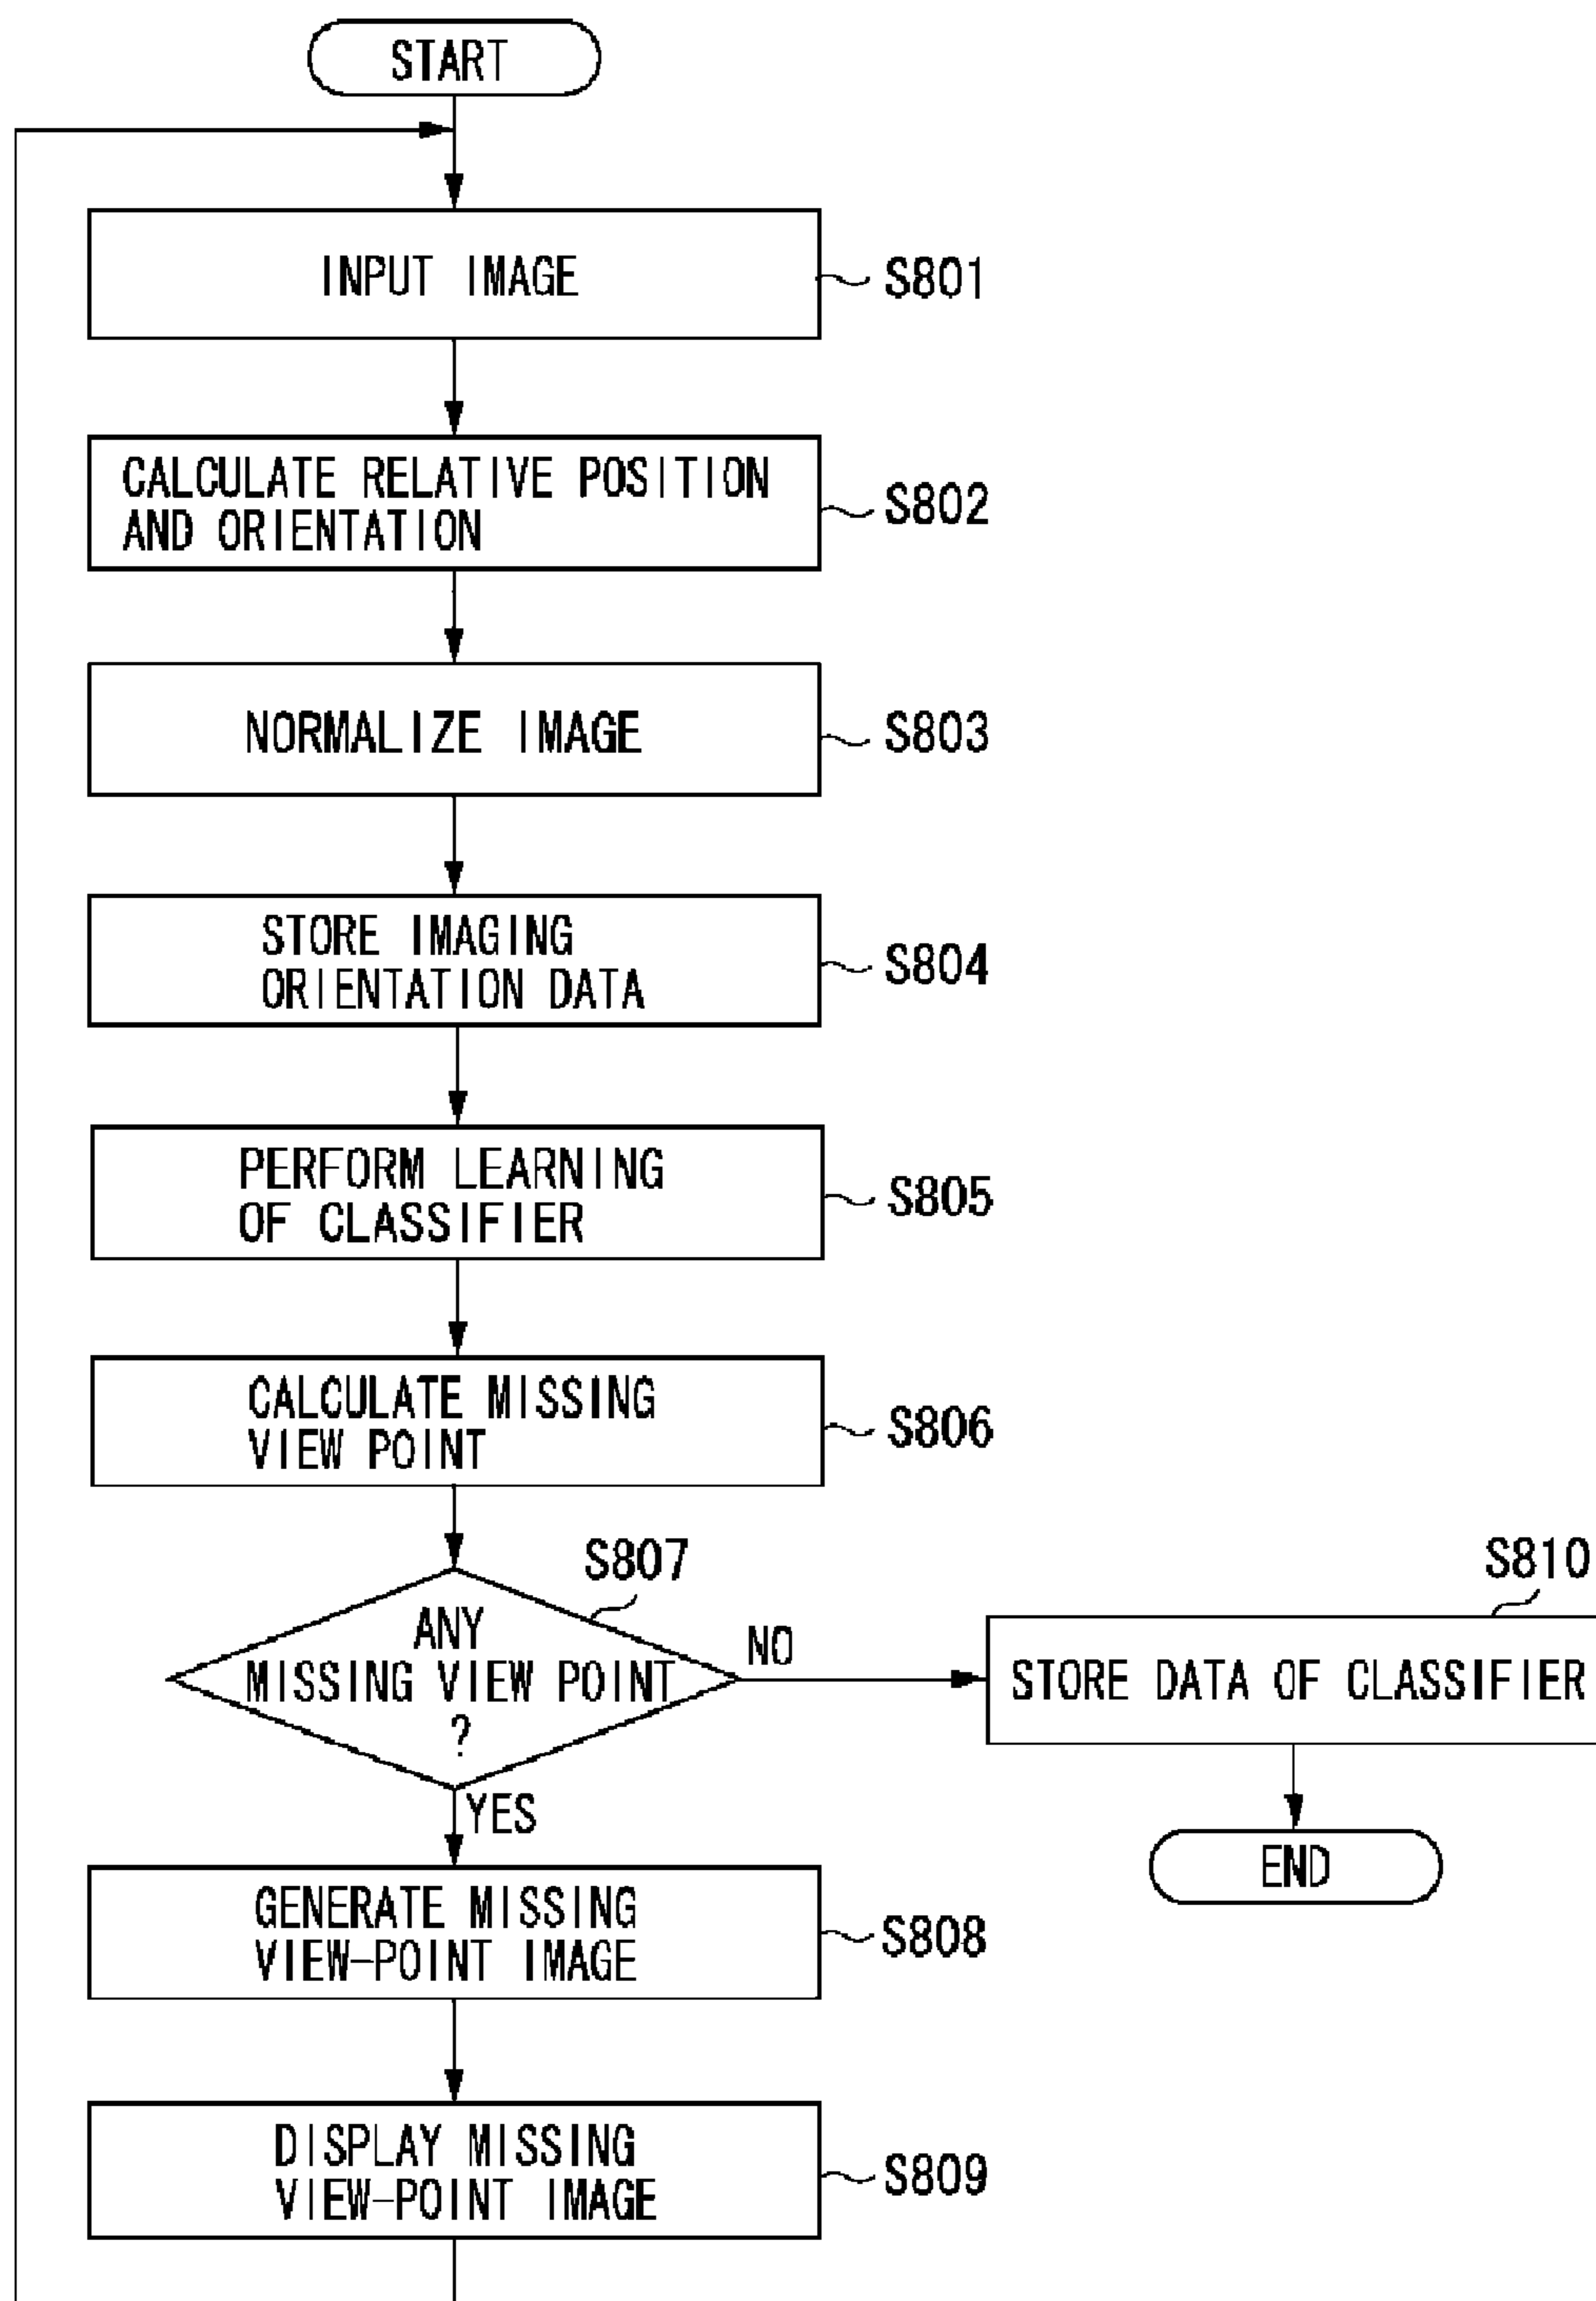 START
INPUT IMAGE
S801
CALCULATE RELATIVE POSITION
AND ORIENTATION
S802
NORMALIZE IMAGE
S803
STORE IMAGING
ORIENTATION DATA
S804
PERFORM LEARNING
OF CLASSIFIER
S805
CALCULATE MISSING
VIEW POINT
S806
S807
ANY
MISSING VIEW POINT
?
NO
S810
STORE DATA OF CLASSIFIER
END
YES
GENERATE MISSING
VIEW-POINT IMAGE
S808
DISPLAY MISSING
VIEW-POINT IMAGE
S809